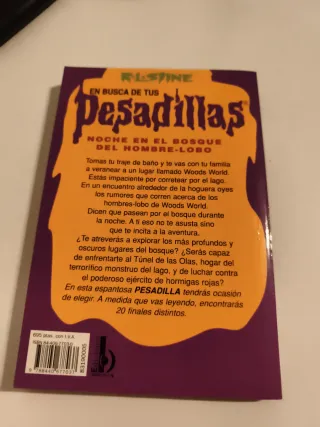 R·L·STINE
EN BUSCA DE TUS
Pesadillas®
NOCHE EN EL BOSQUE
DEL HOMBRE-LOBO
Tomas tu traje de baño y te vas con tu familia
a veranear a un lugar llamado Woods World.
Estás impaciente por corretear por el lago.
En un encuentro alrededor de la hoguera oyes
los rumores que corren acerca de los
hombres-lobo de Woods World.
Dicen que pasean por el bosque durante
la noche. A ti eso no te asusta sino
que te incita a la aventura.
¿Te atreverás a explorar los más profundos y
oscuros lugares del bosque? ¿Serás capaz
de enfrentarte al Túnel de las Olas, hogar del
terrorífico monstruo del lago, y de luchar contra
el poderoso ejército de hormigas rojas?
En esta espantosa PESADILLA tendrás ocasión
de elegir. A medida que vas leyendo, encontrarás
20 finales distintos.